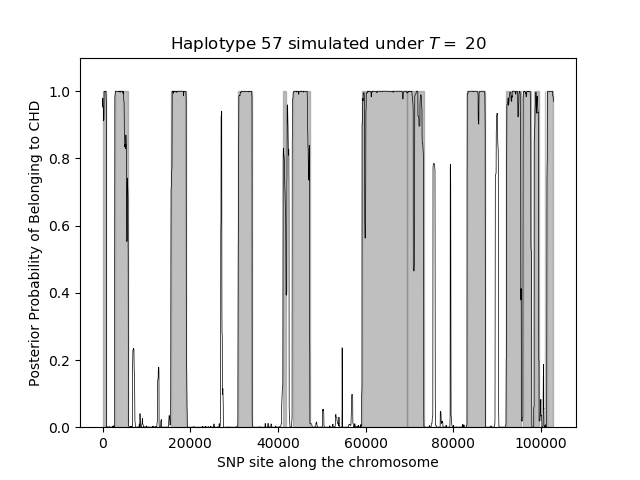 Haplotype 57 simulated under T = 20
Posterior Probability of Belonging to CHD
1.0
0.8
0.6
0.4
0.2
0.0
0 20000 40000 60000 80000 100000
SNP site along the chromosome